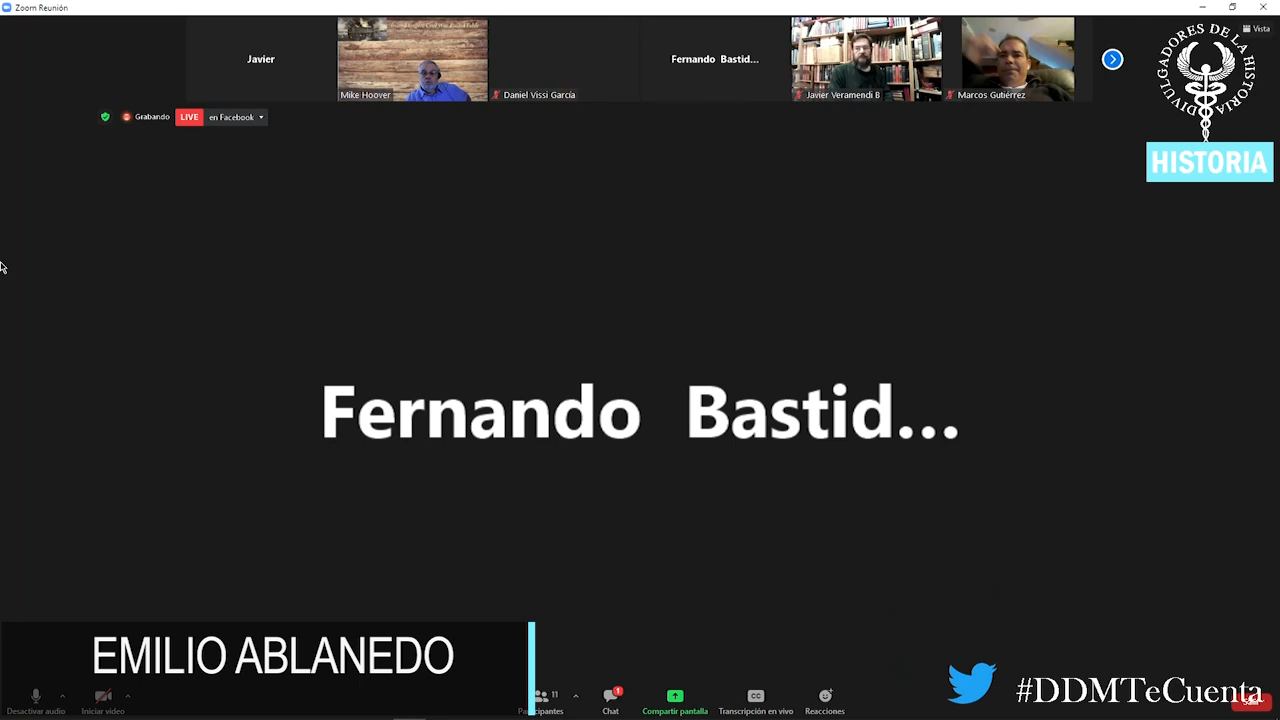 Zoom Reunión
Javier
Mike Hoover
Daniel Vissi García
Fernando Bastid...
Javier Veramendi B
Marcos Gutiérrez
Vista
DIVULGADORES DE LA HISTORIA
HISTORIA
Grabando
LIVE
en Facebook
Fernando Bastid...
EMILIO ABLANEDO
#DDMTeCuenta
Desactivar audio
Iniciar video
11
Participantes
1
Chat
Compartir pantalla
CC
Transcripción en vivo
Reacciones
Salir